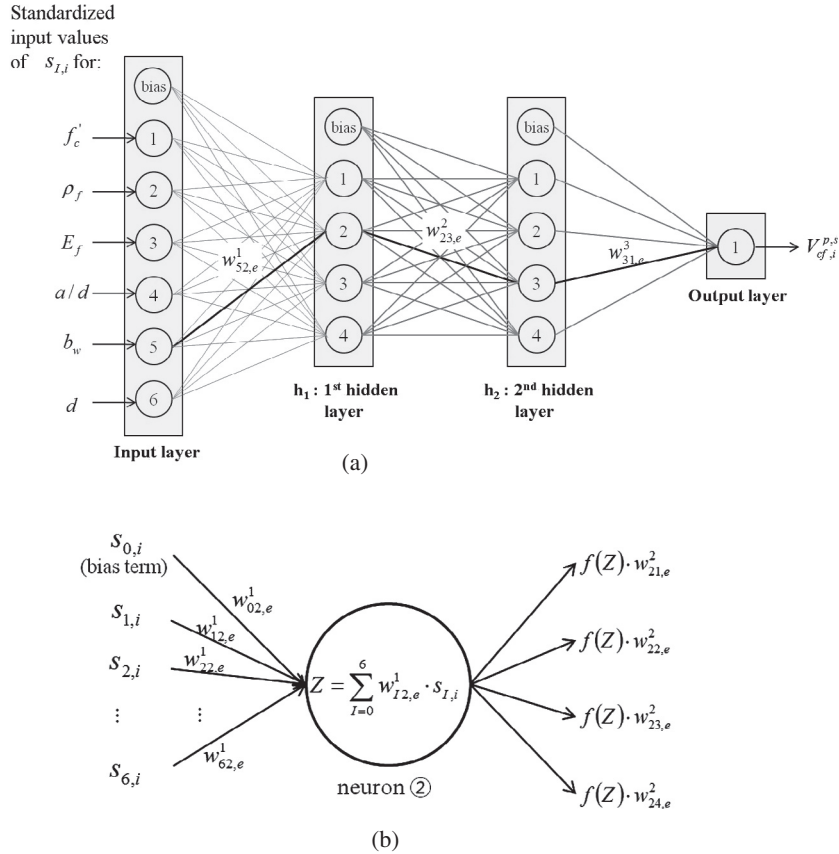 Standardized
input values
of s_{I,i} for:
bias
f_c^'
1
ρ_f
2
E_f
3
a/d
4
b_w
5
d
6
Input layer
w^1_{52,e}
bias
1
2
3
4
h₁ : 1st hidden
layer
w^2_{23,e}
bias
1
2
3
4
h₂ : 2nd hidden
layer
w^3_{31,e}
1
Output layer
V^{p,s}_{cf,i}
(a)
s_{0,i}
(bias term)
s_{1,i}
s_{2,i}
⋮
s_{6,i}
w^1_{02,e}
w^1_{12,e}
w^1_{22,e}
⋮
w^1_{62,e}
Z = \sum_{I=0}^{6} w^1_{I2,e} · s_{I,i}
neuron ②
f(Z) · w^2_{21,e}
f(Z) · w^2_{22,e}
f(Z) · w^2_{23,e}
f(Z) · w^2_{24,e}
(b)